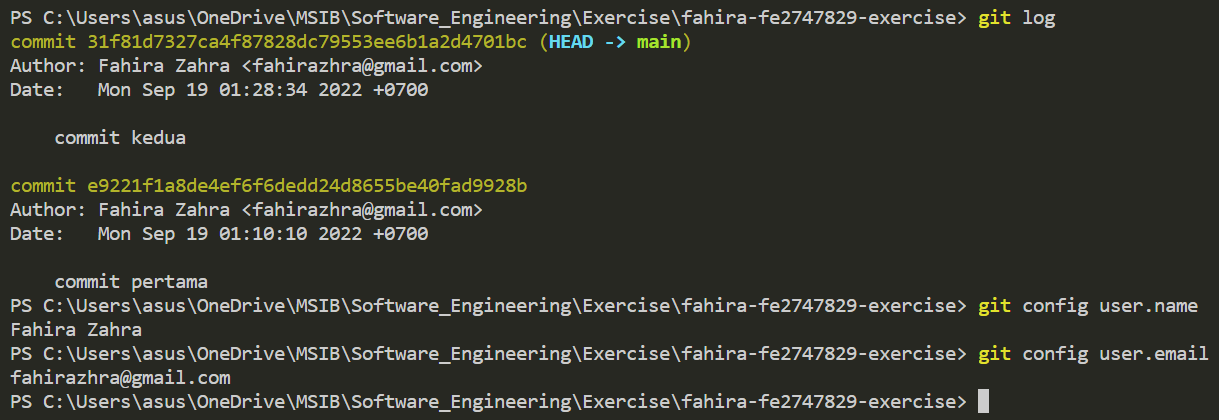 PS C:\Users\asus\OneDrive\MSIB\Software_Engineering\Exercise\fahira-fe2747829-exercise> git log
commit 31f81d7327ca4f87828dc79553ee6b1a2d4701bc (HEAD -> main)
Author: Fahira Zahra <fahirazhra@gmail.com>
Date:   Mon Sep 19 01:28:34 2022 +0700
    commit kedua
commit e9221f1a8de4ef6f6dedd24d8655be40fad9928b
Author: Fahira Zahra <fahirazhra@gmail.com>
Date:   Mon Sep 19 01:10:10 2022 +0700
    commit pertama
PS C:\Users\asus\OneDrive\MSIB\Software_Engineering\Exercise\fahira-fe2747829-exercise> git config user.name
Fahira Zahra
PS C:\Users\asus\OneDrive\MSIB\Software_Engineering\Exercise\fahira-fe2747829-exercise> git config user.email
fahirazhra@gmail.com
PS C:\Users\asus\OneDrive\MSIB\Software_Engineering\Exercise\fahira-fe2747829-exercise>